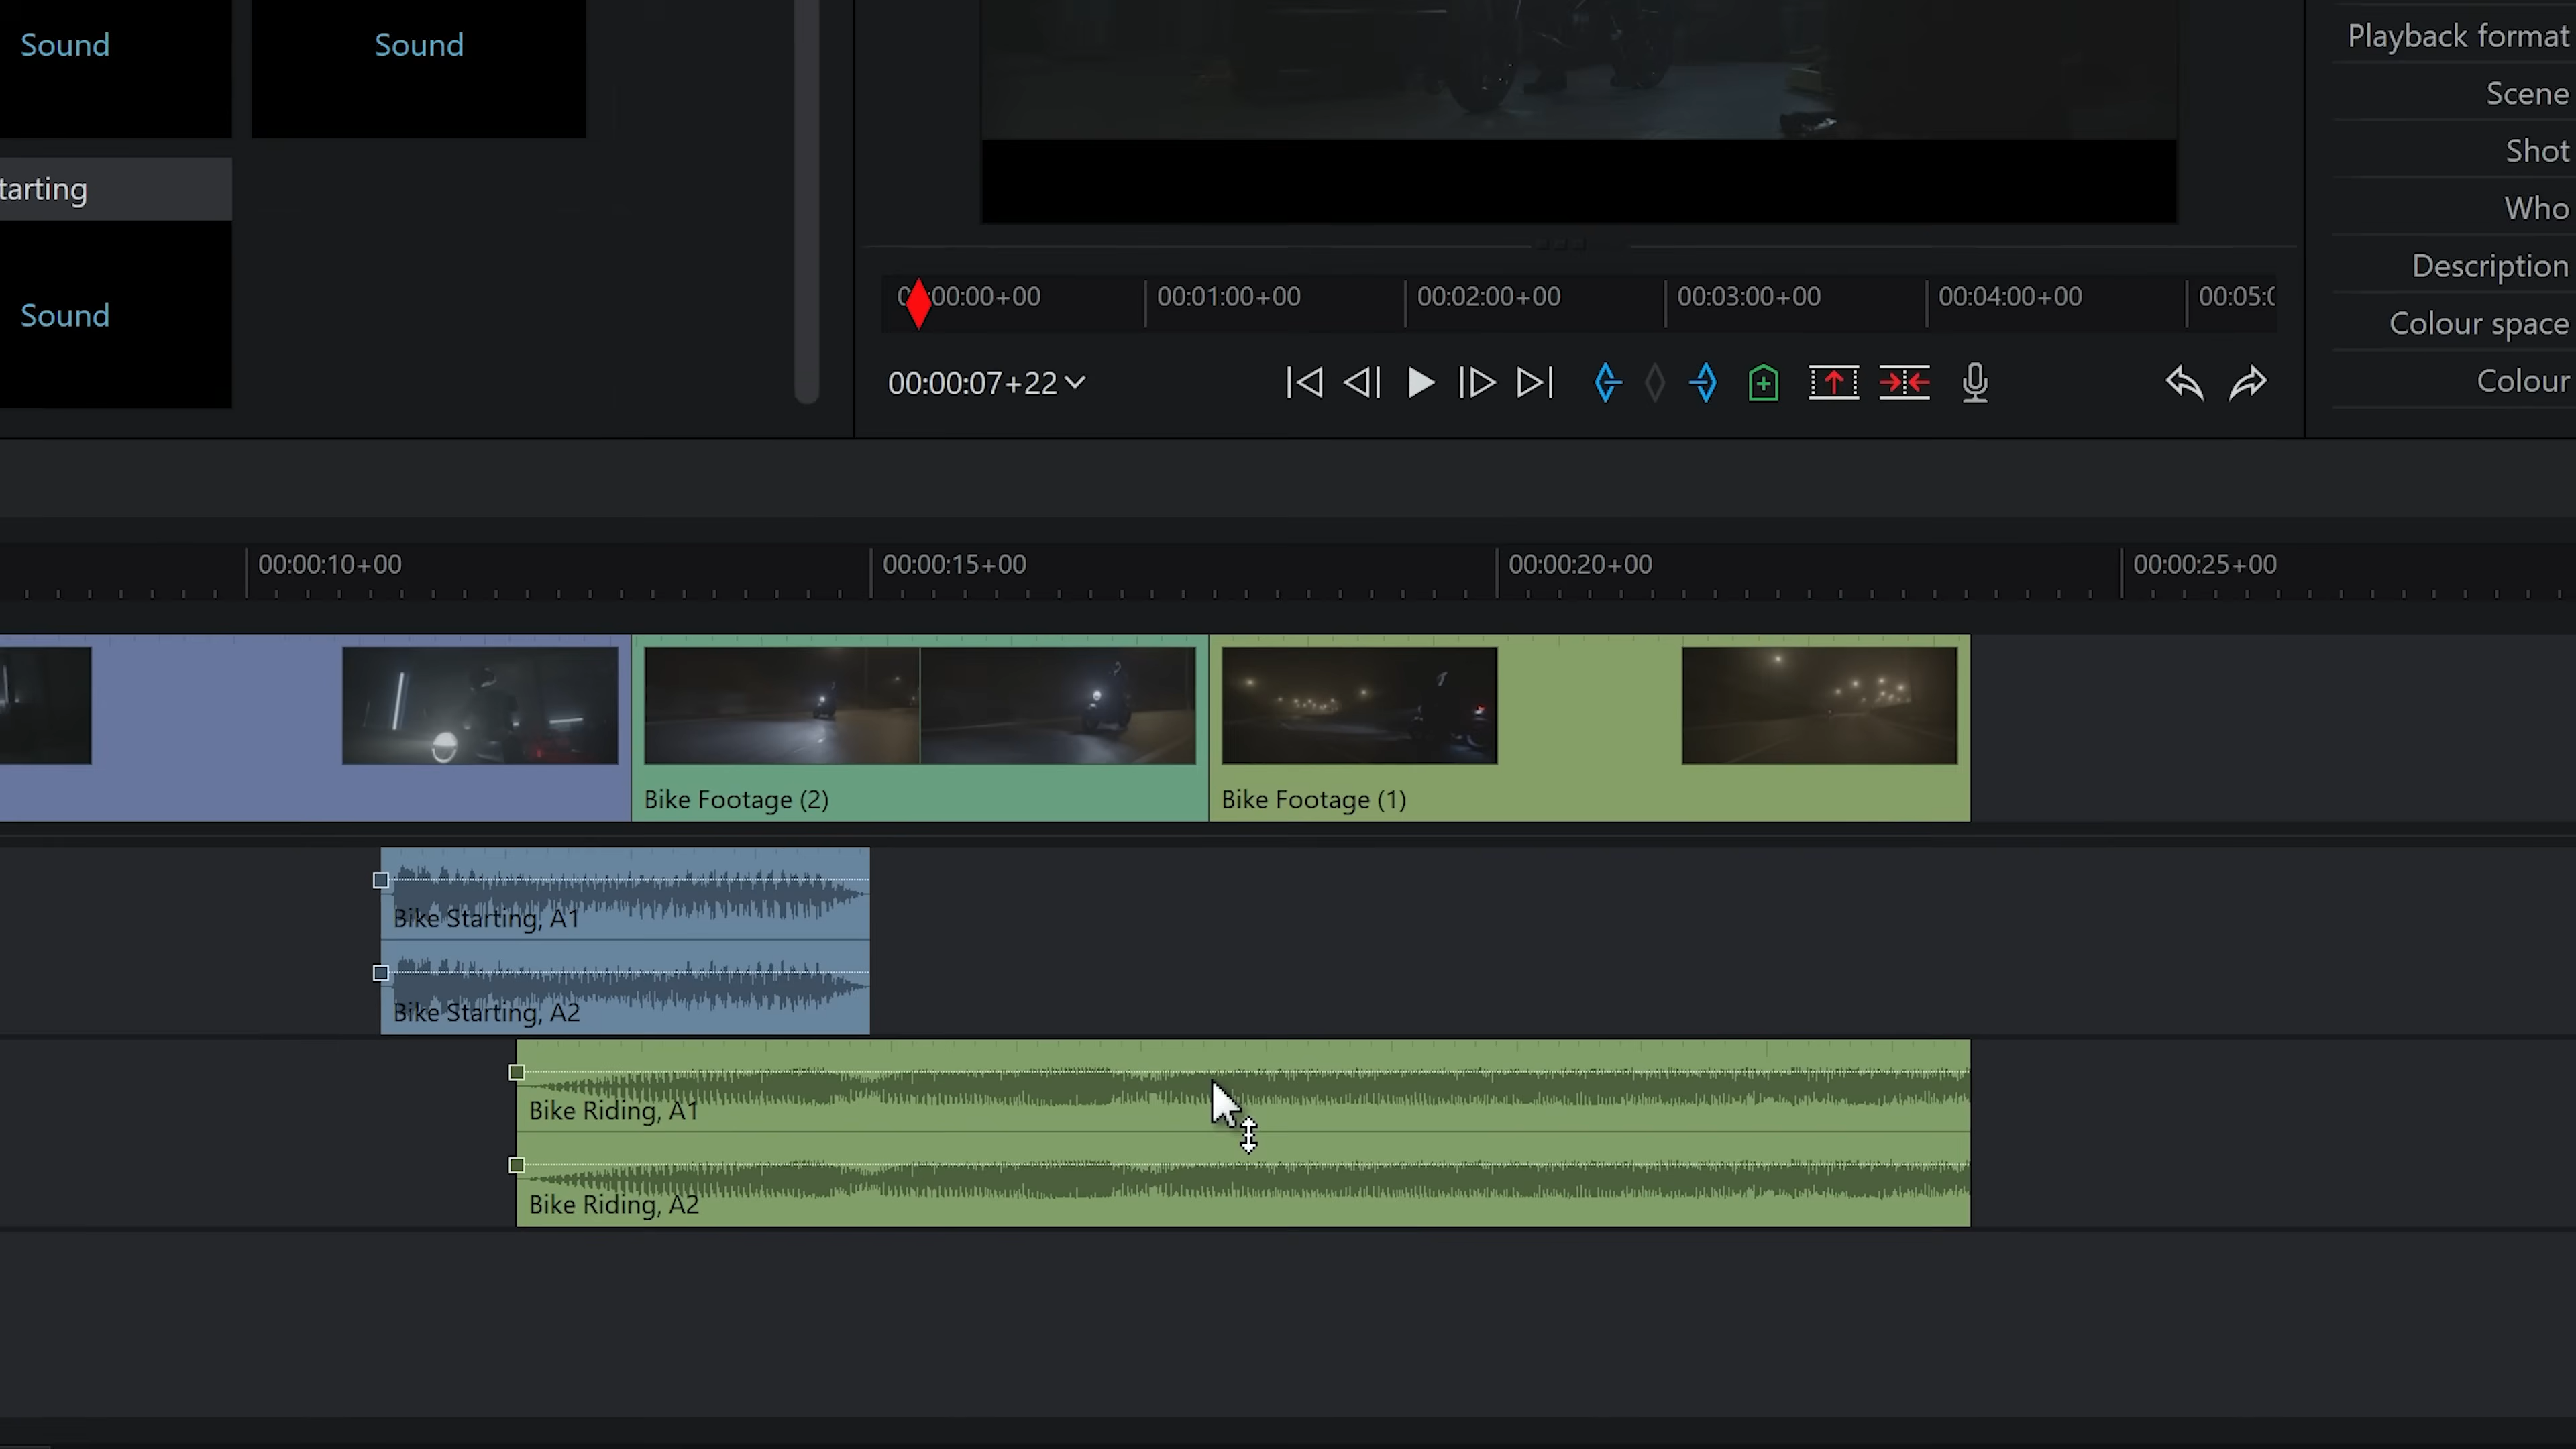 Sound
Sound
tarting
Sound
00:01:00+00
00:02:00+00
00:03:00+00
00:04:00+00
00:05:0
00:00:07+22
Playback format
Scene
Shot
Who
Description
Colour space
Colour
00:00:10+00
00:00:15+00
00:00:20+00
00:00:25+00
Bike Footage (2)
Bike Footage (1)
Bike Starting, A1
Bike Starting, A2
Bike Riding, A1
Bike Riding, A2